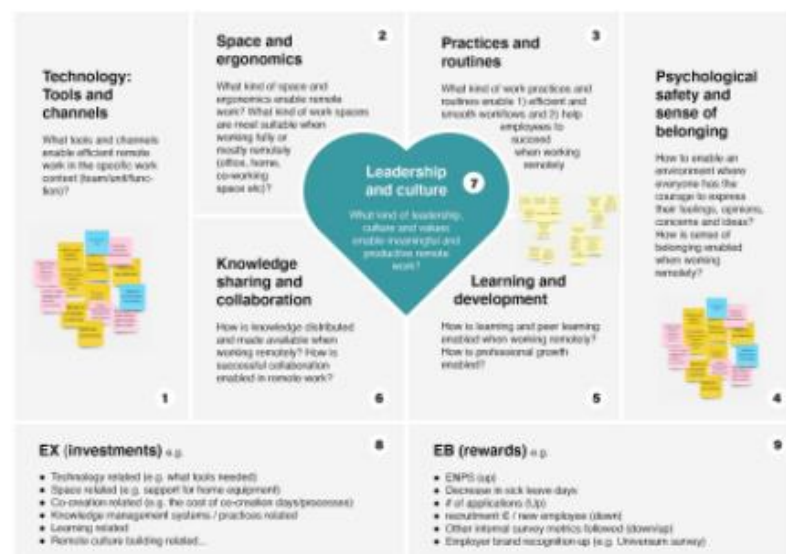 Technology:
Tools and
channels
What tools and channels
enable efficient remote
work in the specific work
context (team/unit/func-
tion)?
1
Space and
ergonomics
2
What kind of space and
ergonomics enable remote
work? What kind of work spaces
are most suitable when
working fully or
mostly remotely
(office, home,
co-working
space etc)?
Practices and
routines
3
What kind of work practices and
routines enable 1) efficient and
smooth workflows and 2) help
employees to
succeed
when working
remotely
Psychological
safety and
sense of
belonging
How to enable an
environment where
everyone has the
courage to express
their feelings, opinions,
concerns and ideas?
How is sense of
belonging enabled
when working
remotely?
4
Leadership
and culture
7
What kind of leadership,
culture and values
enable meaningful and
productive remote
work?
Knowledge
sharing and
collaboration
How is knowledge distributed
and made available when
working remotely? How is
successful collaboration
enabled in remote work?
6
Learning and
development
How is learning and peer learning
enabled when working remotely?
How is professional growth
enabled?
5
EX (investments) e.g.
8
• Technology related (e.g. what tools needed)
• Space related (e.g. support for home equipment)
• Co-creation related (e.g. the cost of co-creation days/processes)
• Knowledge management systems / practices related
• Learning related
• Remote culture building related...
EB (rewards) e.g.
9
• ENPS (up)
• Decrease in sick leave days
• # of applications (Up)
• recruitment € / new employee (down)
• Other internal survey metrics followed (down/up)
• Employer brand recognition up (e.g. Universum survey)